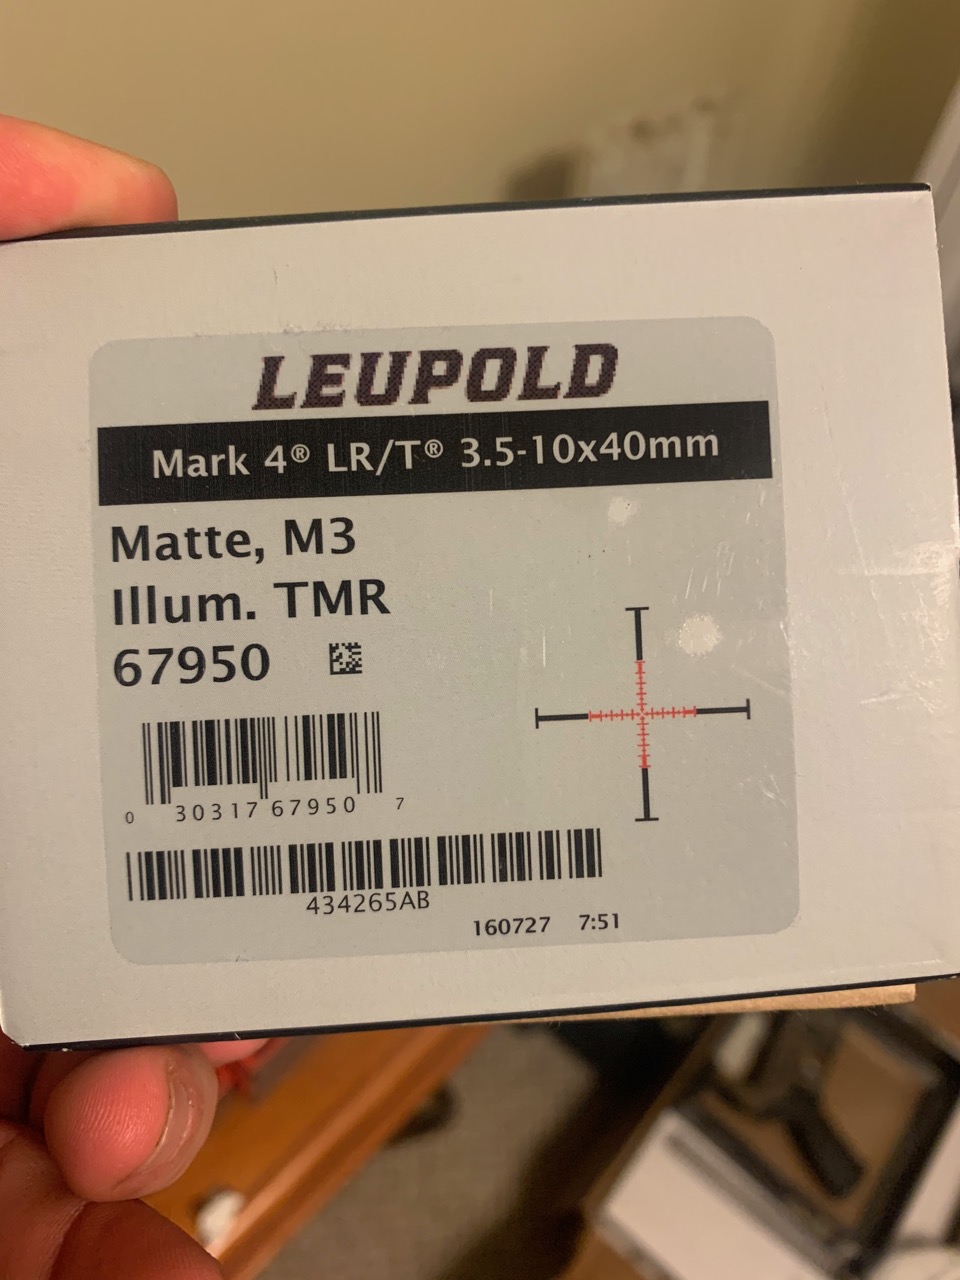 LEUPOLD
Mark 4® LR/T® 3.5-10x40mm
Matte, M3
Illum. TMR
67950
0 30317 67950 7
434265AB
160727 7:51